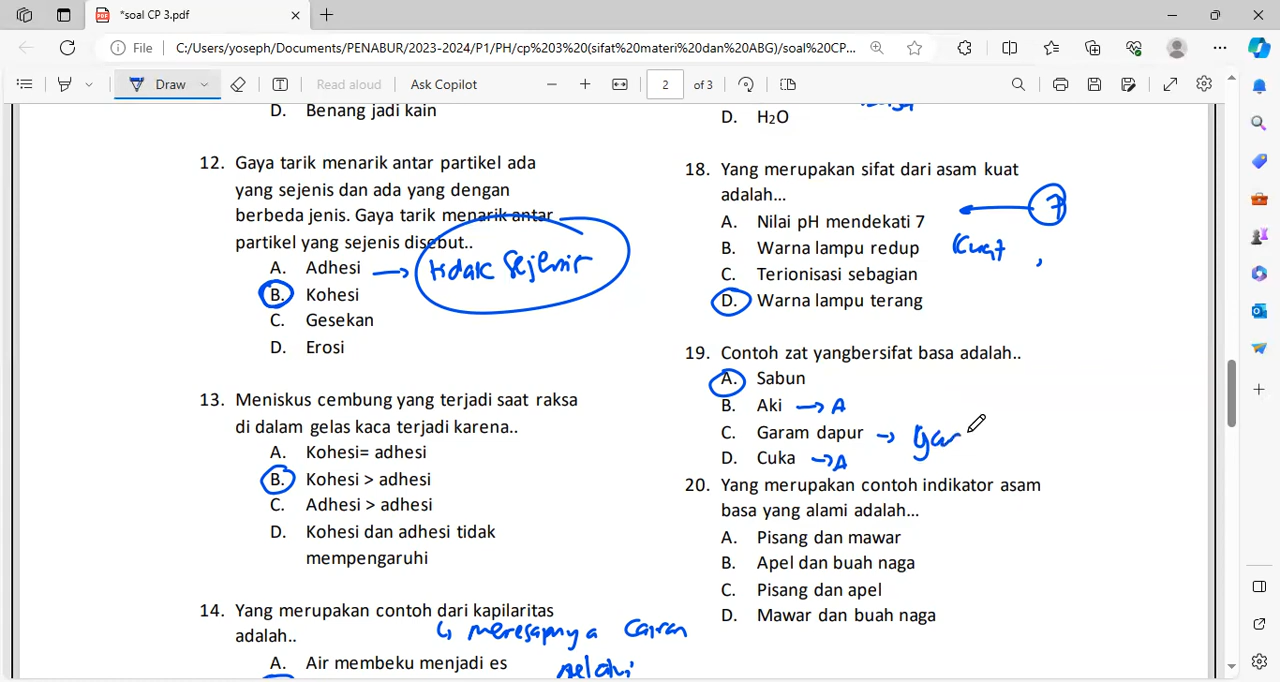 *soal CP 3.pdf
File
C:/Users/yoseph/Documents/PENABUR/2023-2024/P1/PH/cp%203%20(sifat%20materi%20dan%20ABG)/soal%20CP...
Draw
Read aloud
Ask Copilot
2
of 3
D. Benang jadi kain
12. Gaya tarik menarik antar partikel ada
yang sejenis dan ada yang dengan
berbeda jenis. Gaya tarik menarik antar
partikel yang sejenis disebut..
A. Adhesi → tidak sejenis
B. Kohesi
C. Gesekan
D. Erosi
13. Meniskus cembung yang terjadi saat raksa
di dalam gelas kaca terjadi karena..
A. Kohesi= adhesi
B. Kohesi > adhesi
C. Adhesi > adhesi
D. Kohesi dan adhesi tidak
mempengaruhi
14. Yang merupakan contoh dari kapilaritas
adalah..
↳ meresapnya cairan
melalui
A. Air membeku menjadi es
D. H₂O
18. Yang merupakan sifat dari asam kuat
adalah...
7
A. Nilai pH mendekati 7
B. Warna lampu redup
Kuat ,
C. Terionisasi sebagian
D. Warna lampu terang
19. Contoh zat yangbersifat basa adalah..
A. Sabun
B. Aki → A
C. Garam dapur → gar
D. Cuka → A
20. Yang merupakan contoh indikator asam
basa yang alami adalah...
A. Pisang dan mawar
B. Apel dan buah naga
C. Pisang dan apel
D. Mawar dan buah naga